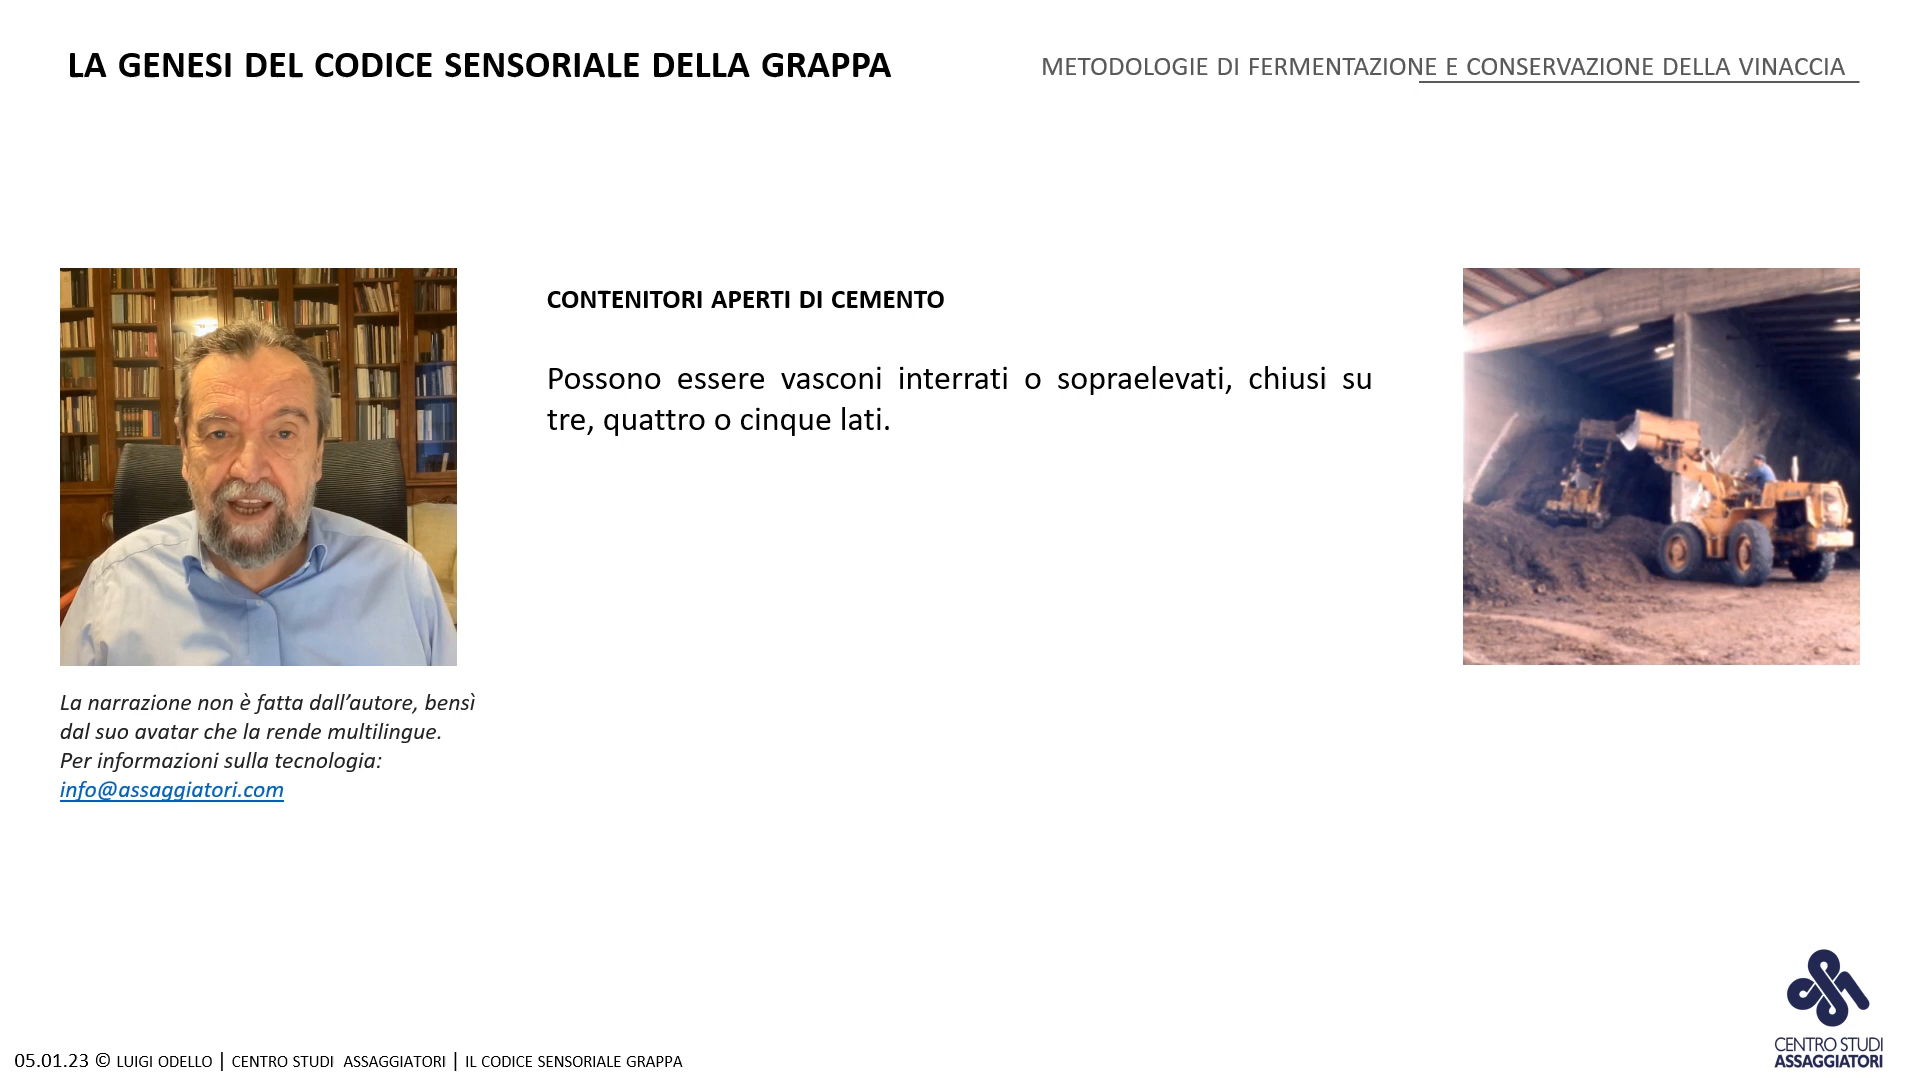 LA GENESI DEL CODICE SENSORIALE DELLA GRAPPA
METODOLOGIE DI FERMENTAZIONE E CONSERVAZIONE DELLA VINACCIA
CONTENITORI APERTI DI CEMENTO
Possono essere vasconi interrati o sopraelevati, chiusi su
tre, quattro o cinque lati.
La narrazione non è fatta dall’autore, bensì
dal suo avatar che la rende multilingue.
Per informazioni sulla tecnologia:
info@assaggiatori.com
05.01.23 © LUIGI ODELLO | CENTRO STUDI ASSAGGIATORI | IL CODICE SENSORIALE GRAPPA
CENTRO STUDI
ASSAGGIATORI